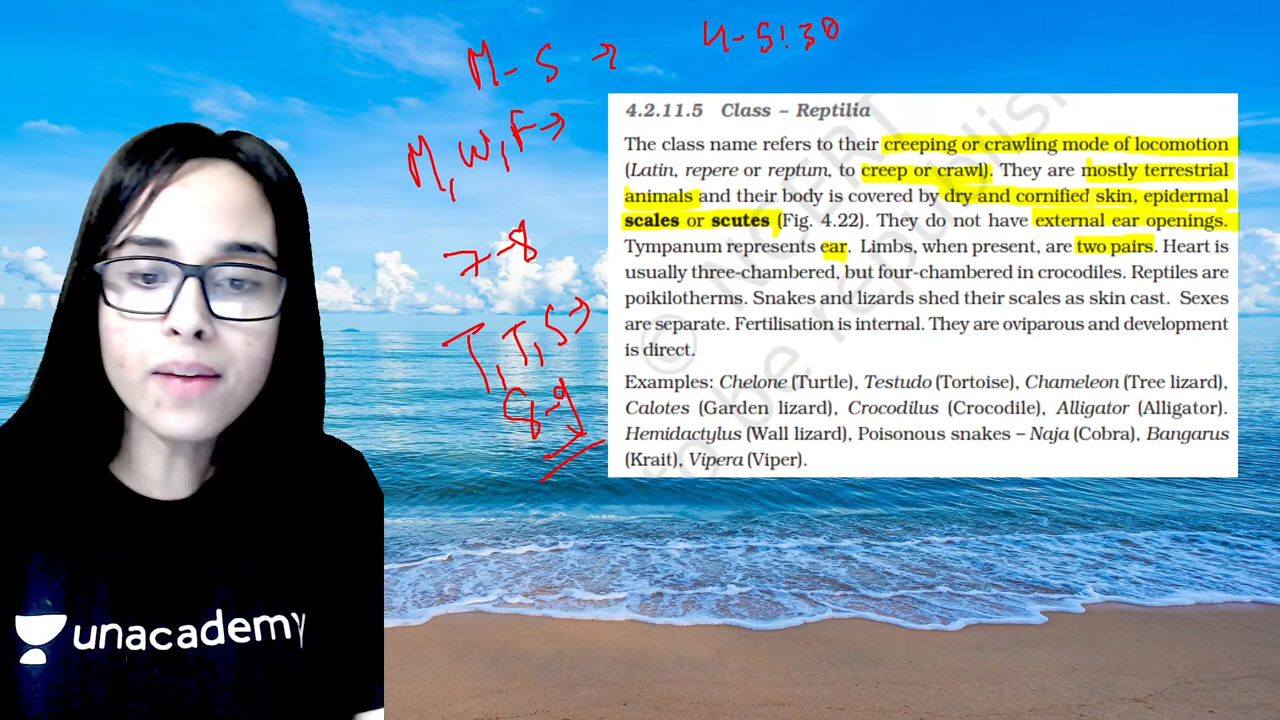 M - S → 4 - 5:30
M, W, F →
7 - 8
T, T, S →
8 - 9
4.2.11.5 Class – Reptilia
The class name refers to their creeping or crawling mode of locomotion
(Latin, repere or reptum, to creep or crawl). They are mostly terrestrial
animals and their body is covered by dry and cornified skin, epidermal
scales or scutes (Fig. 4.22). They do not have external ear openings.
Tympanum represents ear. Limbs, when present, are two pairs. Heart is
usually three-chambered, but four-chambered in crocodiles. Reptiles are
poikilotherms. Snakes and lizards shed their scales as skin cast. Sexes
are separate. Fertilisation is internal. They are oviparous and development
is direct.
Examples: Chelone (Turtle), Testudo (Tortoise), Chameleon (Tree lizard),
Calotes (Garden lizard), Crocodilus (Crocodile), Alligator (Alligator).
Hemidactylus (Wall lizard), Poisonous snakes – Naja (Cobra), Bangarus
(Krait), Vipera (Viper).
© NCERT
to be republish
unacademy